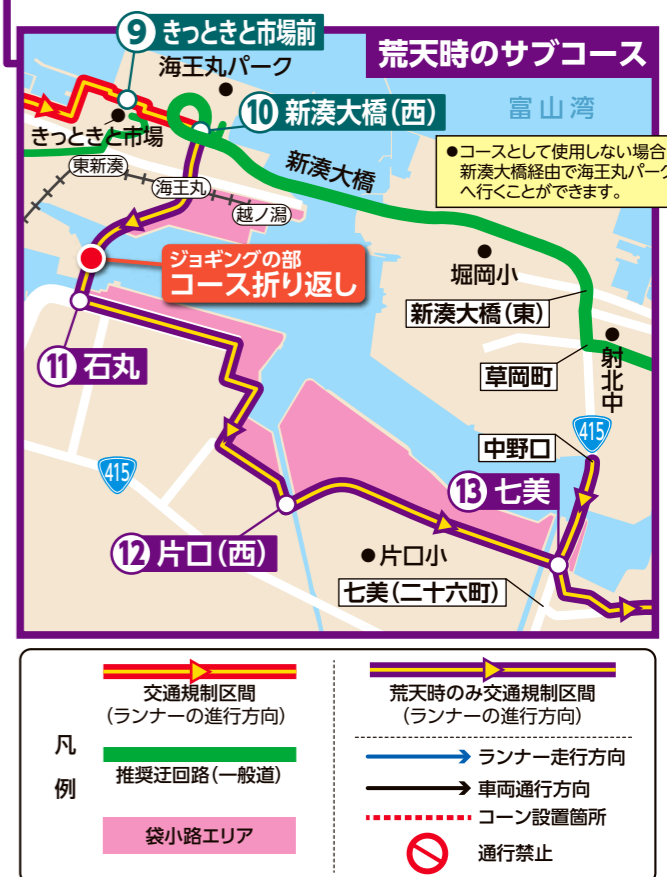 荒天時のサブコース
⑨ きっときと市場前
海王丸パーク
⑩ 新湊大橋(西)
富山湾
きっときと市場
新湊大橋
●コースとして使用しない場合
新湊大橋経由で海王丸パーク
へ行くことができます。
東新湊
海王丸
越ノ潟
ジョギングの部
コース折り返し
堀岡小
新湊大橋(東)
草岡町
射北中
⑪ 石丸
415
中野口
415
⑬ 七美
⑫ 片口(西)
片口小
七美(二十六町)
凡例
交通規制区間
(ランナーの進行方向)
推奨迂回路(一般道)
袋小路エリア
荒天時のみ交通規制区間
(ランナーの進行方向)
ランナー走行方向
車両通行方向
コーン設置箇所
通行禁止